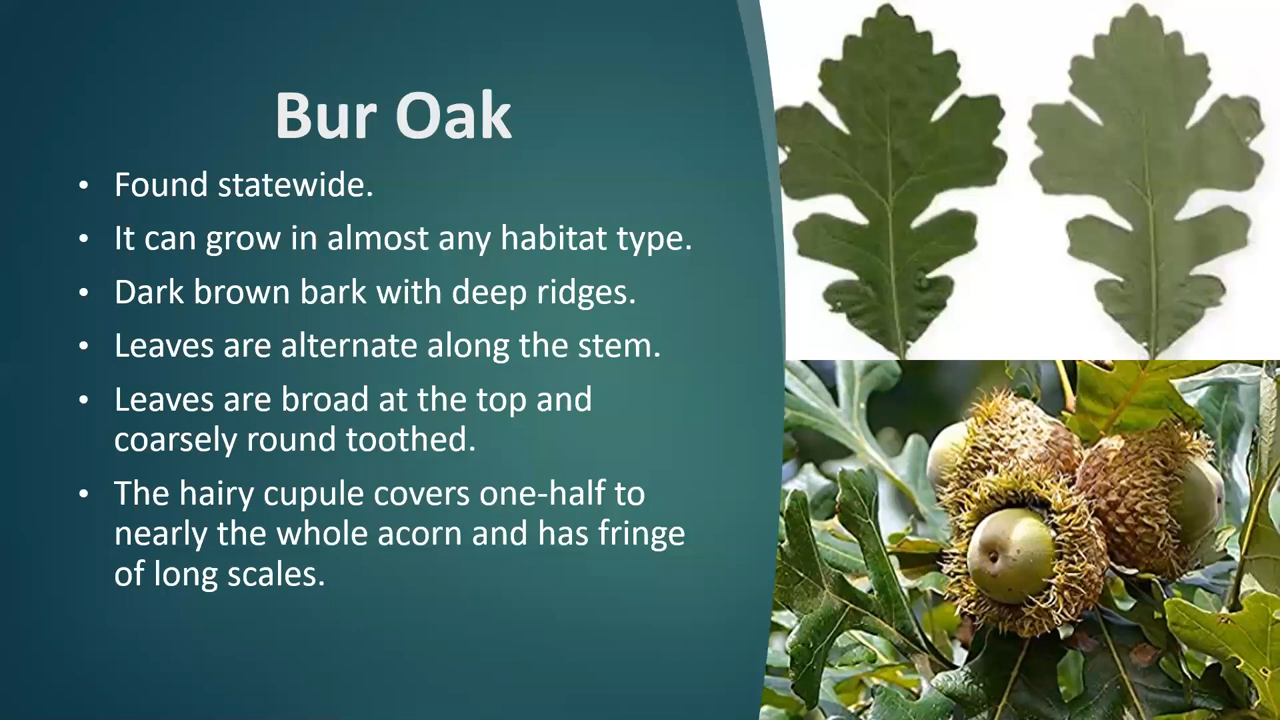 Bur Oak
• Found statewide.
• It can grow in almost any habitat type.
• Dark brown bark with deep ridges.
• Leaves are alternate along the stem.
• Leaves are broad at the top and
coarsely round toothed.
• The hairy cupule covers one-half to
nearly the whole acorn and has fringe
of long scales.